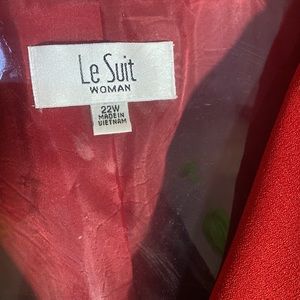 Le Suit
WOMAN
22W
MADE IN
VIETNAM